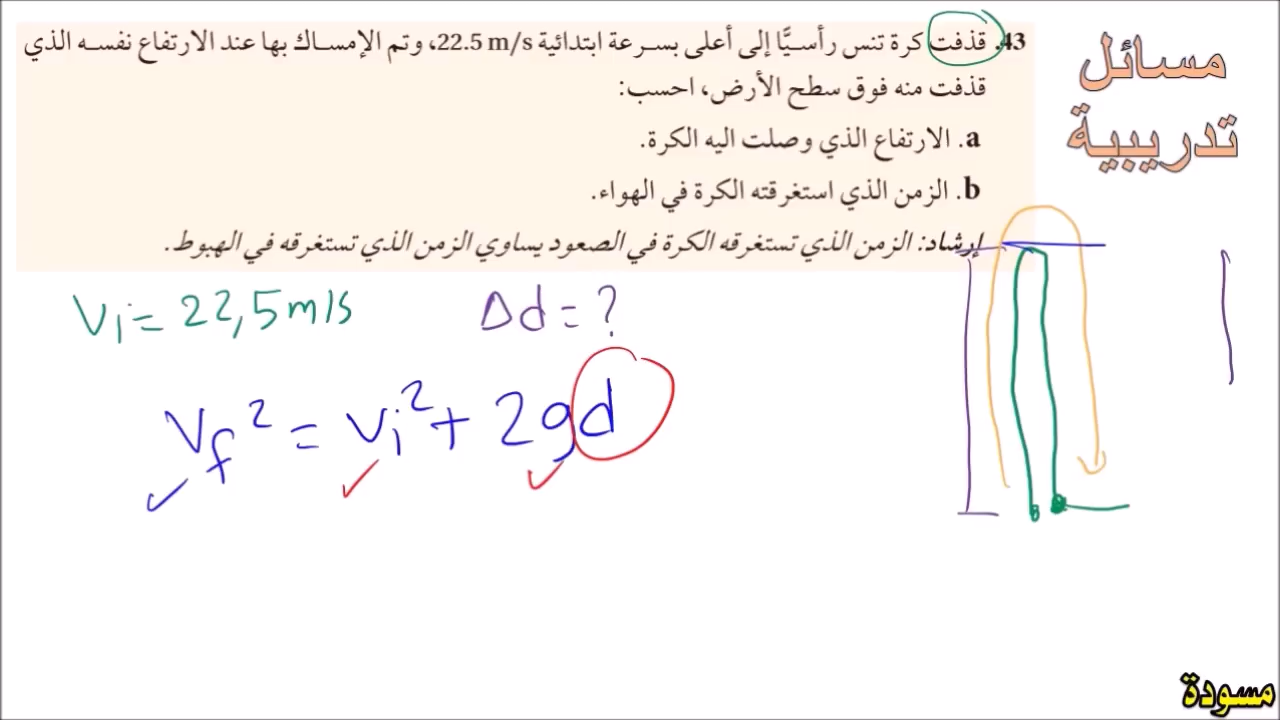 مسائل
تدريبية
43. قذفت كرة تنس رأسيًّا إلى أعلى بسرعة ابتدائية 22.5 m/s، وتم الإمساك بها عند الارتفاع نفسه الذي
قذفت منه فوق سطح الأرض، احسب:
a. الارتفاع الذي وصلت اليه الكرة.
b. الزمن الذي استغرقته الكرة في الهواء.
إرشاد: الزمن الذي تستغرقه الكرة في الصعود يساوي الزمن الذي تستغرقه في الهبوط.
Vi = 22,5 m/s Δd = ?
Vf² = Vi² + 2gd
مسودة